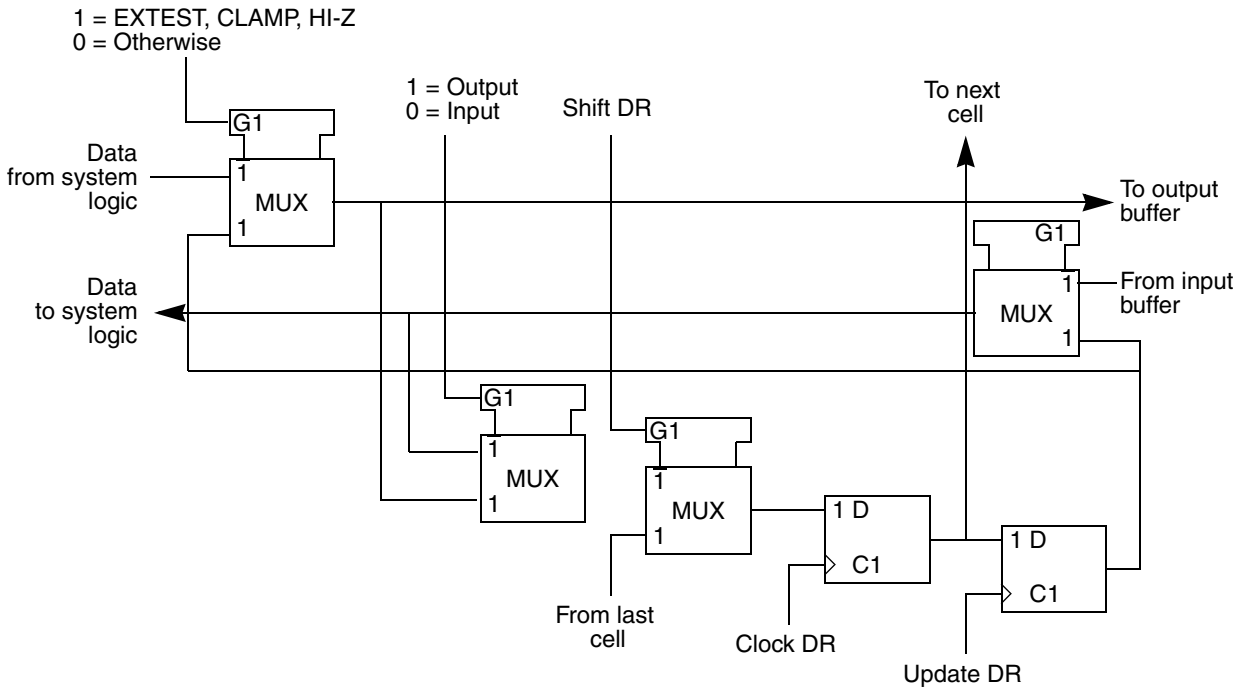 1 = EXTEST, CLAMP, HI-Z
0 = Otherwise
1 = Output
0 = Input
Shift DR
To next
cell
G1
Data
from system
logic
1
MUX
1
To output
buffer
G1
Data
to system
logic
1
MUX
1
From input
buffer
G1
1
MUX
1
G1
1
MUX
1
1 D
C1
1 D
C1
From last
cell
Clock DR
Update DR